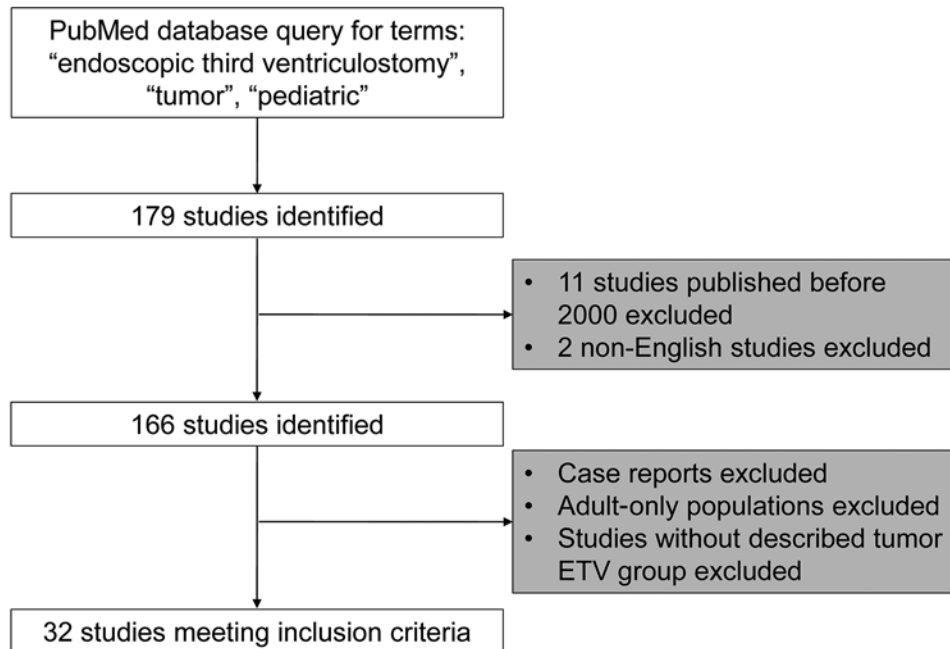 PubMed database query for terms:
“endoscopic third ventriculostomy”,
“tumor”, “pediatric”
179 studies identified
• 11 studies published before
2000 excluded
• 2 non-English studies excluded
166 studies identified
• Case reports excluded
• Adult-only populations excluded
• Studies without described tumor
ETV group excluded
32 studies meeting inclusion criteria